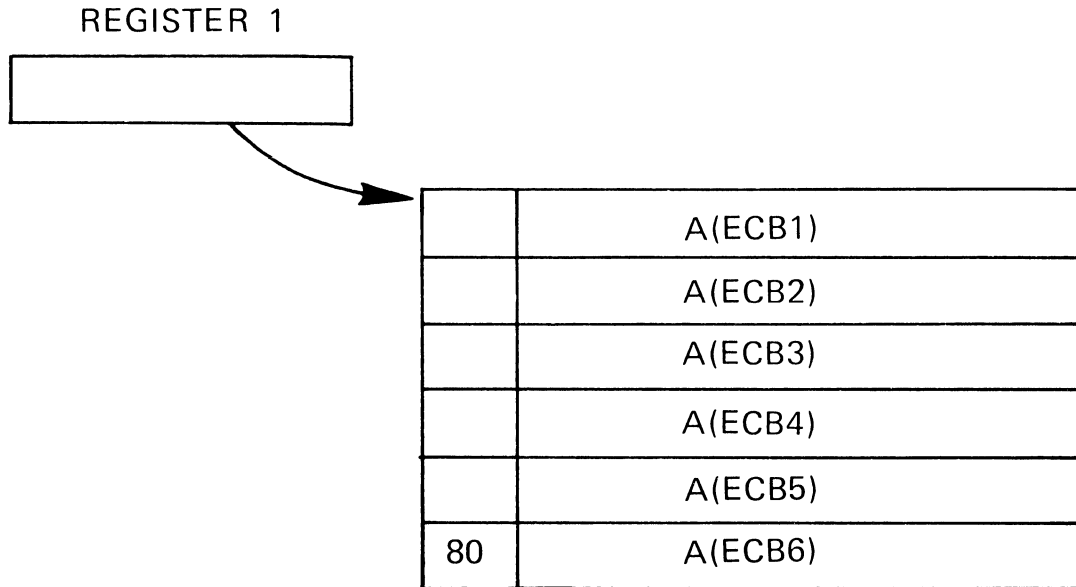 REGISTER 1
A(ECB1)
A(ECB2)
A(ECB3)
A(ECB4)
A(ECB5)
80 A(ECB6)